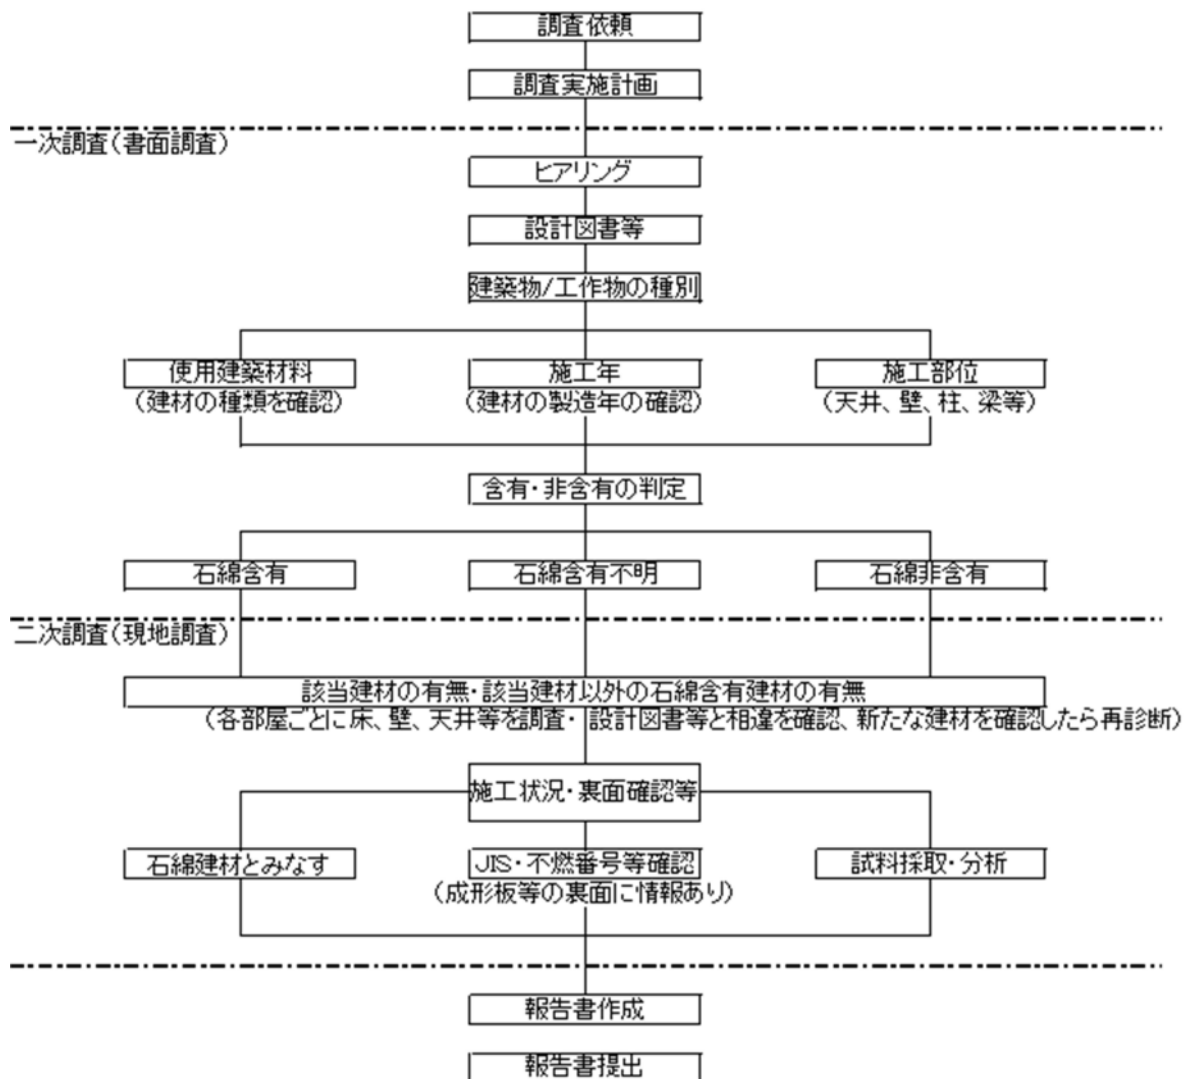 調査依頼
調査実施計画
一次調査(書面調査)
ヒアリング
設計図書等
建築物/工作物の種別
使用建築材料
(建材の種類を確認)
施工年
(建材の製造年の確認)
施工部位
(天井、壁、柱、梁等)
含有・非含有の判定
石綿含有
石綿含有不明
石綿非含有
二次調査(現地調査)
該当建材の有無・該当建材以外の石綿含有建材の有無
(各部屋ごとに床、壁、天井等を調査・設計図書等と相違を確認、新たな建材を確認したら再診断)
施工状況・裏面確認等
石綿建材とみなす
JIS・不燃番号等確認
(成形板等の裏面に情報あり)
試料採取・分析
報告書作成
報告書提出